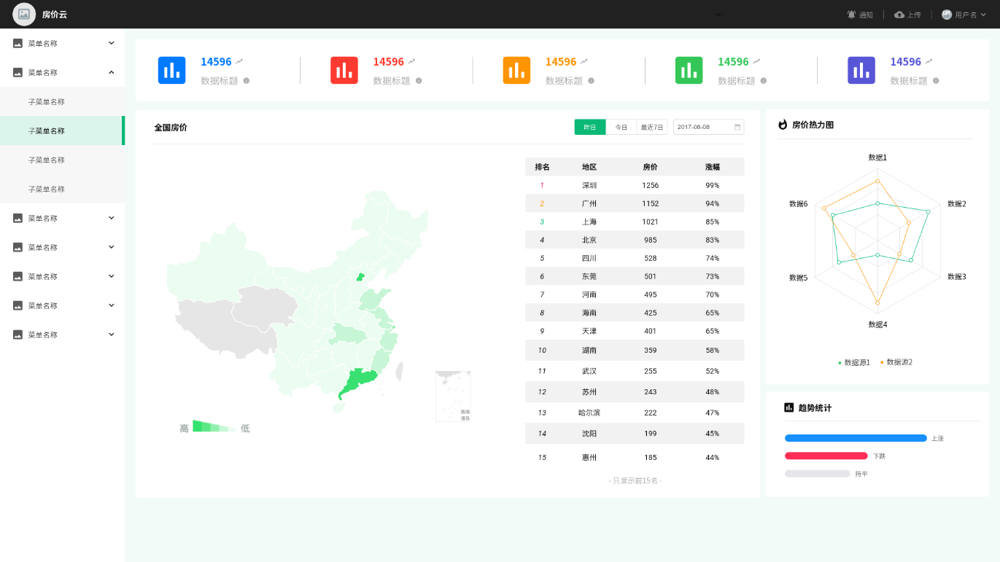 房价云
···
通知
上传
用户名
菜单名称
菜单名称
子菜单名称
子菜单名称
子菜单名称
子菜单名称
菜单名称
菜单名称
菜单名称
菜单名称
菜单名称
14596
数据标题
14596
数据标题
14596
数据标题
14596
数据标题
14596
数据标题
全国房价
昨日 今日 最近7日 2017-08-08
排名 地区 房价 涨幅
1 深圳 1256 99%
2 广州 1152 94%
3 上海 1021 85%
4 北京 985 83%
5 四川 528 74%
6 东莞 501 73%
7 河南 495 70%
8 海南 425 65%
9 天津 401 65%
10 湖南 359 58%
11 武汉 255 52%
12 苏州 243 48%
13 哈尔滨 222 47%
14 沈阳 199 45%
15 惠州 185 44%
- 只显示前15名 -
南海
诸岛
高 低
房价热力图
数据1
数据6 数据2
数据5 数据3
数据4
数据源1 数据源2
趋势统计
上涨
下跌
持平